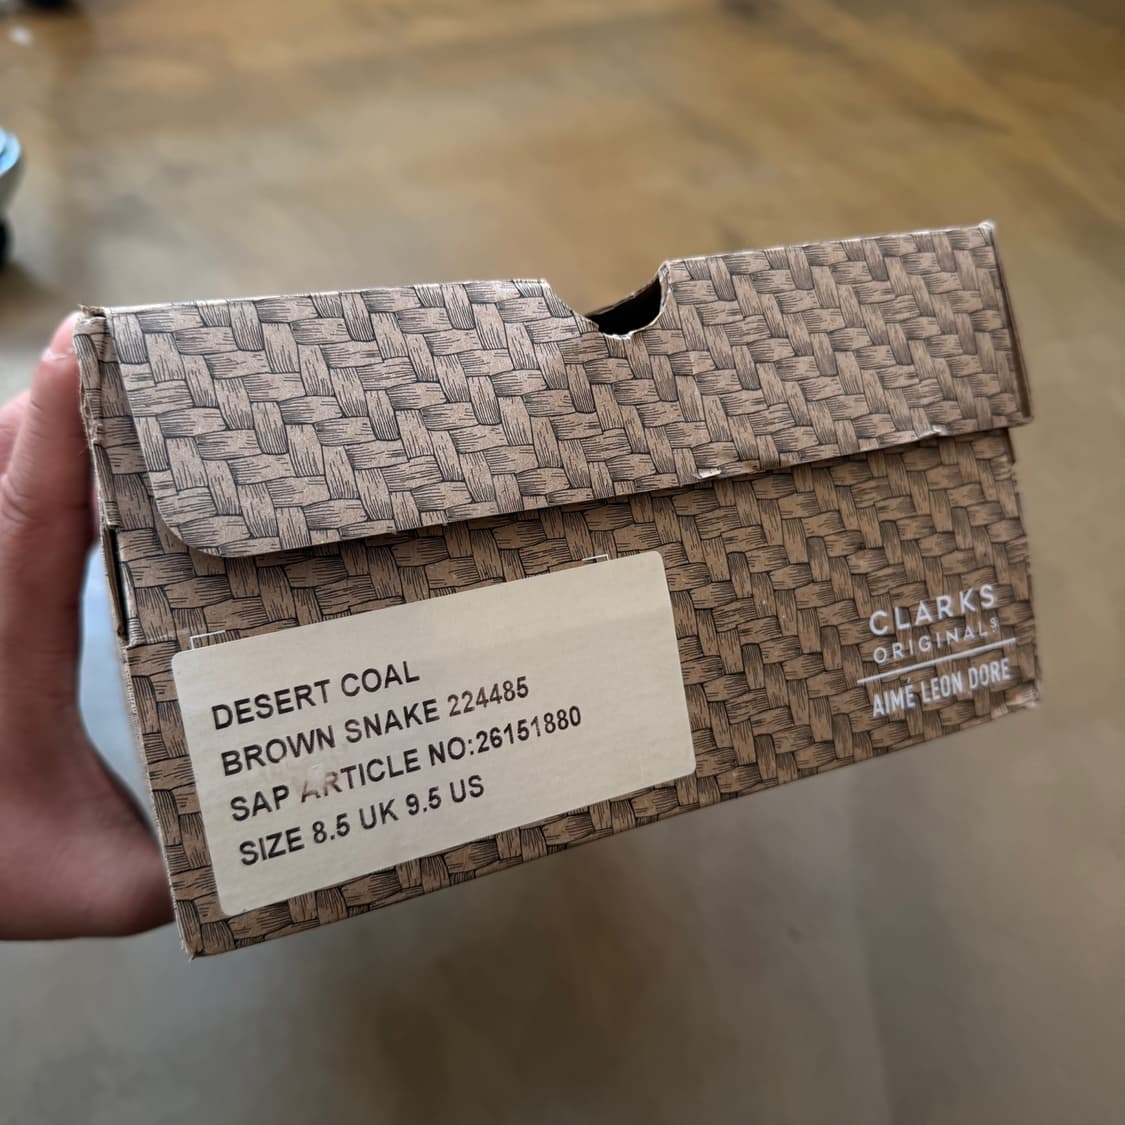 DESERT COAL
BROWN SNAKE 224485
SAP ARTICLE NO:26151880
SIZE 8.5 UK 9.5 US
CLARKS
ORIGINALS
AIMÉ LEON DORE